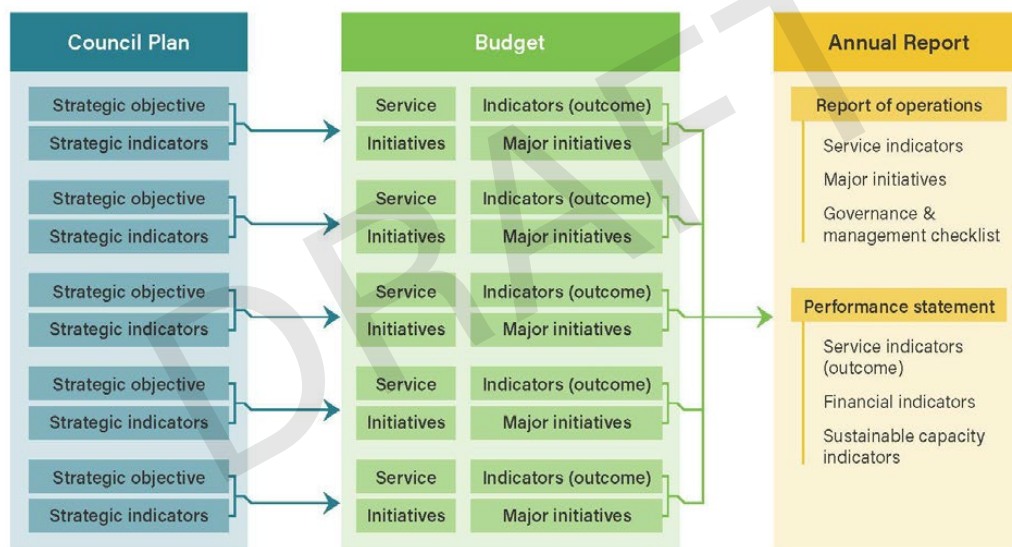 Council Plan
Strategic objective
Strategic indicators
Strategic objective
Strategic indicators
Strategic objective
Strategic indicators
Strategic objective
Strategic indicators
Strategic objective
Strategic indicators
Budget
Service
Indicators (outcome)
Initiatives
Major initiatives
Service
Indicators (outcome)
Initiatives
Major initiatives
Service
Indicators (outcome)
Initiatives
Major initiatives
Service
Indicators (outcome)
Initiatives
Major initiatives
Service
Indicators (outcome)
Initiatives
Major initiatives
Annual Report
Report of operations
Service indicators
Major initiatives
Governance &
management checklist
Performance statement
Service indicators
(outcome)
Financial indicators
Sustainable capacity
indicators
DRAFT